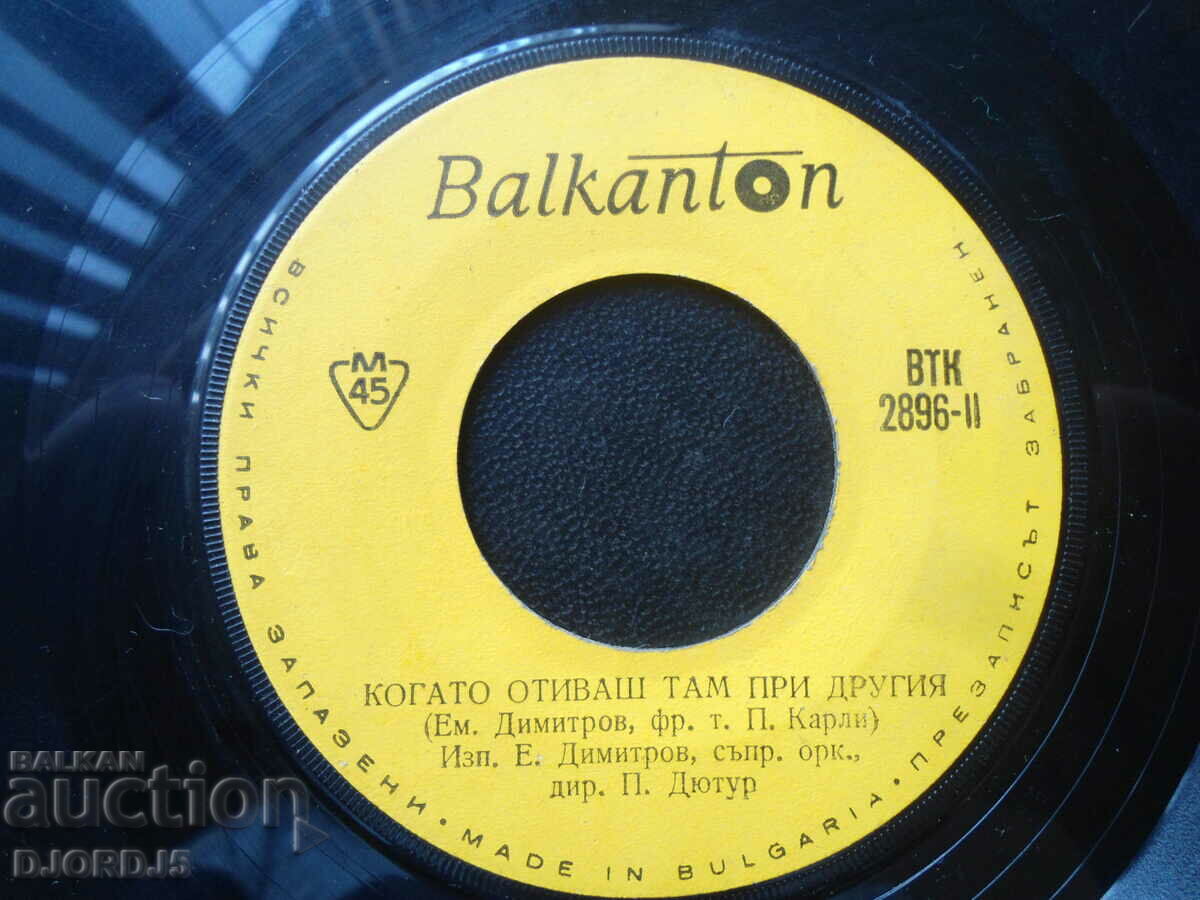 Balkanton
M
45
ВТК
2896-II
КОГАТО ОТИВАШ ТАМ ПРИ ДРУГИЯ
(Ем. Димитров, фр. т. П. Карли)
Изп. Е. Димитров, съпр. орк.,
дир. П. Дютур
ВСИЧКИ ПРАВА ЗАПАЗЕНИ · MADE IN BULGARIA · ПРЕЗАПИСЪТ ЗАБРАНЕН
BALKAN
auction
DJORD_J5